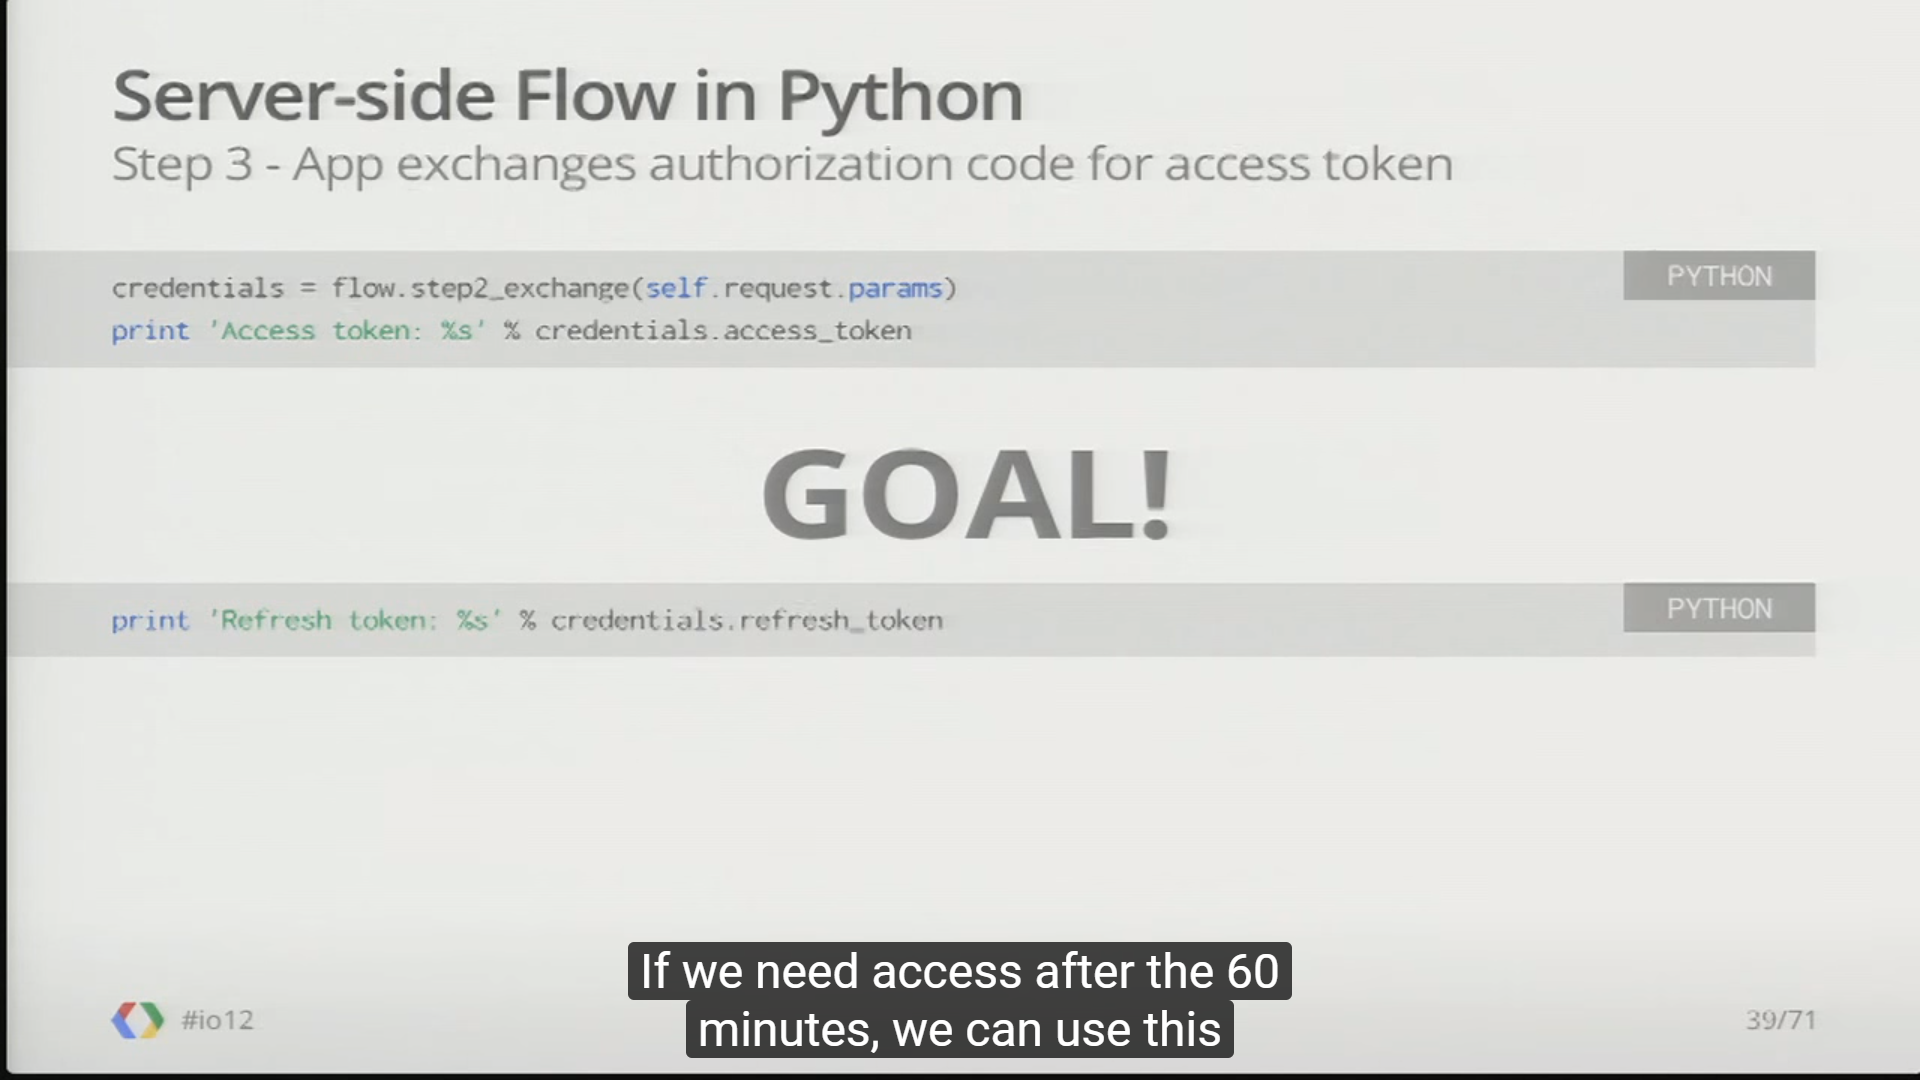 Server-side Flow in Python
Step 3 - App exchanges authorization code for access token
PYTHON
credentials = flow.step2_exchange(self.request.params)
print 'Access token: %s' % credentials.access_token
GOAL!
PYTHON
print 'Refresh token: %s' % credentials.refresh_token
If we need access after the 60
minutes, we can use this
#io12
39/71